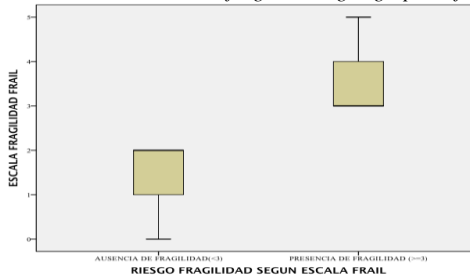 5
4
3
2
1
0
ESCALA FRAGILIDAD FRAIL
AUSENCIA DE FRAGILIDAD(<3)
PRESENCIA DE FRAGILIDAD (>=3)
RIESGO FRAGILIDAD SEGUN ESCALA FRAIL